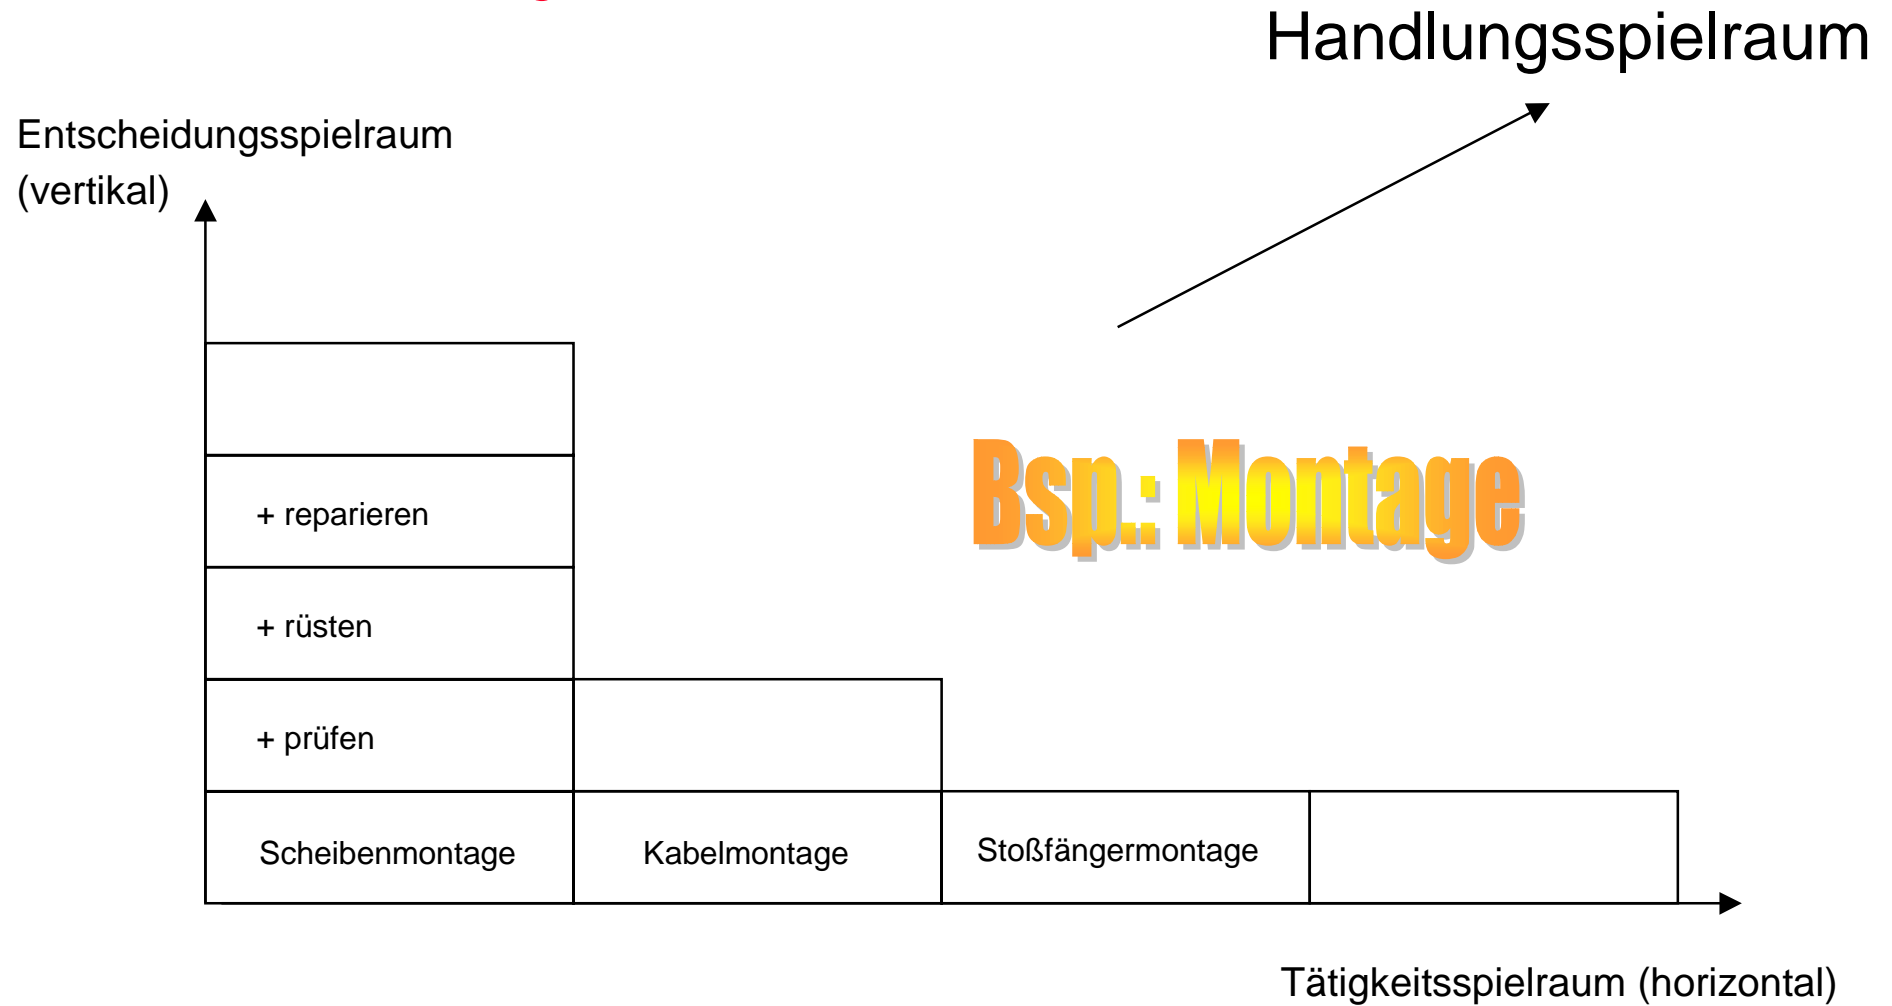 Handlungsspielraum
Entscheidungsspielraum
(vertikal)
+ reparieren
Bsp.: Montage
+ rüsten
+ prüfen
Scheibenmontage
Kabelmontage
Stoßfängermontage
Tätigkeitsspielraum (horizontal)